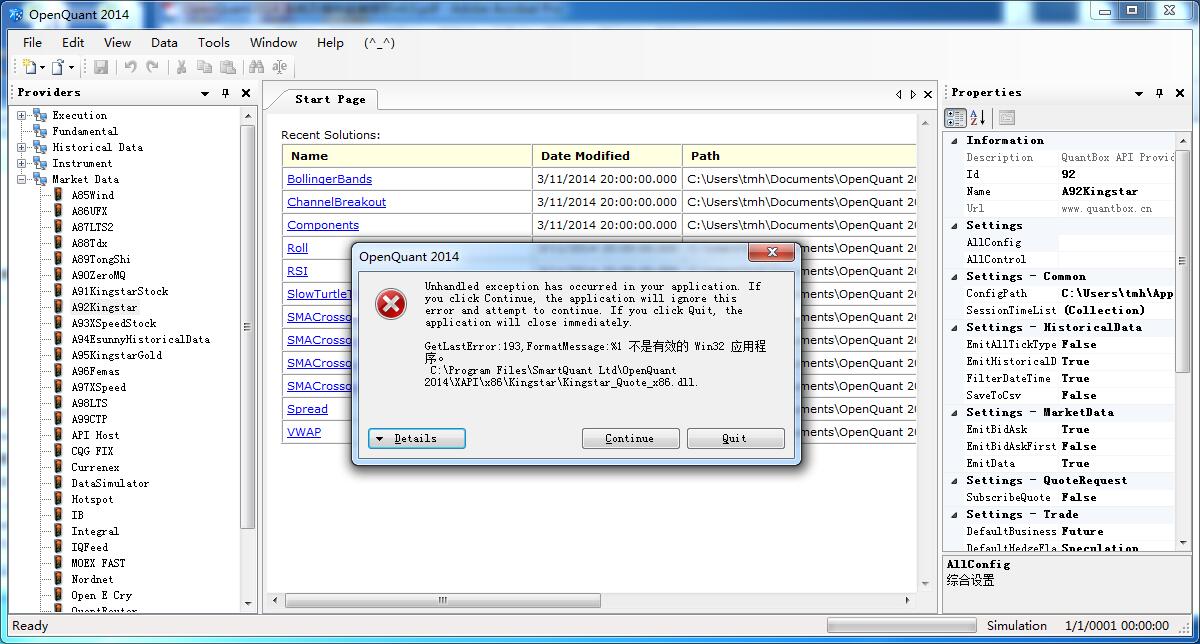 OpenQuant 2014
File Edit View Data Tools Window Help (^_^)
Providers
Execution
Fundamental
Historical Data
Instrument
Market Data
A85Wind
A86UFX
A87LTS2
A88Tdx
A89TongShi
A90ZeroMQ
A91KingstarStock
A92Kingstar
A93XSpeedStock
A94EsunnyHistoricalData
A95KingstarGold
A96Femas
A97XSpeed
A98LTS
A99CTP
API Host
CQG FIX
Currenex
DataSimulator
Hotspot
IB
Integral
IQFeed
MOEX FAST
Nordnet
Open E Cry
QuantRouter
Start Page
Recent Solutions:
Name Date Modified Path
BollingerBands 3/11/2014 20:00:00.000 C:\Users\tmh\Documents\OpenQuant 20
ChannelBreakout 3/11/2014 20:00:00.000 C:\Users\tmh\Documents\OpenQuant 20
Components 3/11/2014 20:00:00.000 C:\Users\tmh\Documents\OpenQuant 20
Roll
RSI ments\OpenQuant 20
SlowTurtleT ments\OpenQuant 20
SMACrosso ments\OpenQuant 20
SMACrosso ments\OpenQuant 20
SMACrosso ments\OpenQuant 20
SMACrosso ments\OpenQuant 20
Spread ments\OpenQuant 20
VWAP ments\OpenQuant 20
OpenQuant 2014
Unhandled exception has occurred in your application. If
you click Continue, the application will ignore this
error and attempt to continue. If you click Quit, the
application will close immediately.
GetLastError:193,FormatMessage:%1 不是有效的 Win32 应用程
序。
C:\Program Files\SmartQuant Ltd\OpenQuant
2014\XAPI\x86\Kingstar\Kingstar_Quote_x86.dll.
Details Continue Quit
Properties
Information
Description QuantBox API Provid
Id 92
Name A92Kingstar
Url www.quantbox.cn
Settings
AllConfig
AllControl
Settings - Common
ConfigPath C:\Users\tmh\App
SessionTimeList (Collection)
Settings - HistoricalData
EmitAllTickType False
EmitHistoricalD True
FilterDateTime True
SaveToCsv False
Settings - MarketData
EmitBidAsk True
EmitBidAskFirst False
EmitData True
Settings - QuoteRequest
SubscribeQuote False
Settings - Trade
DefaultBusiness Future
DefaultHedgeFla Speculation
AllConfig
综合设置
Ready Simulation 1/1/0001 00:00:00